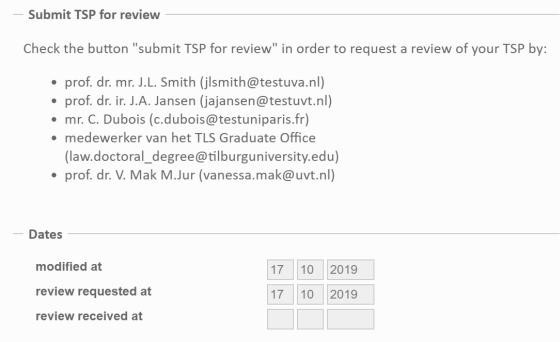 Submit TSP for review
Check the button "submit TSP for review" in order to request a review of your TSP by:
• prof. dr. mr. J.L. Smith (jlsmith@testuva.nl)
• prof. dr. ir. J.A. Jansen (jajansen@testuvt.nl)
• mr. C. Dubois (c.dubois@testuniparis.fr)
• medewerker van het TLS Graduate Office
(law.doctoral_degree@tilburguniversity.edu)
• prof. dr. V. Mak M.Jur (vanessa.mak@uvt.nl)
Dates
modified at 17 10 2019
review requested at 17 10 2019
review received at